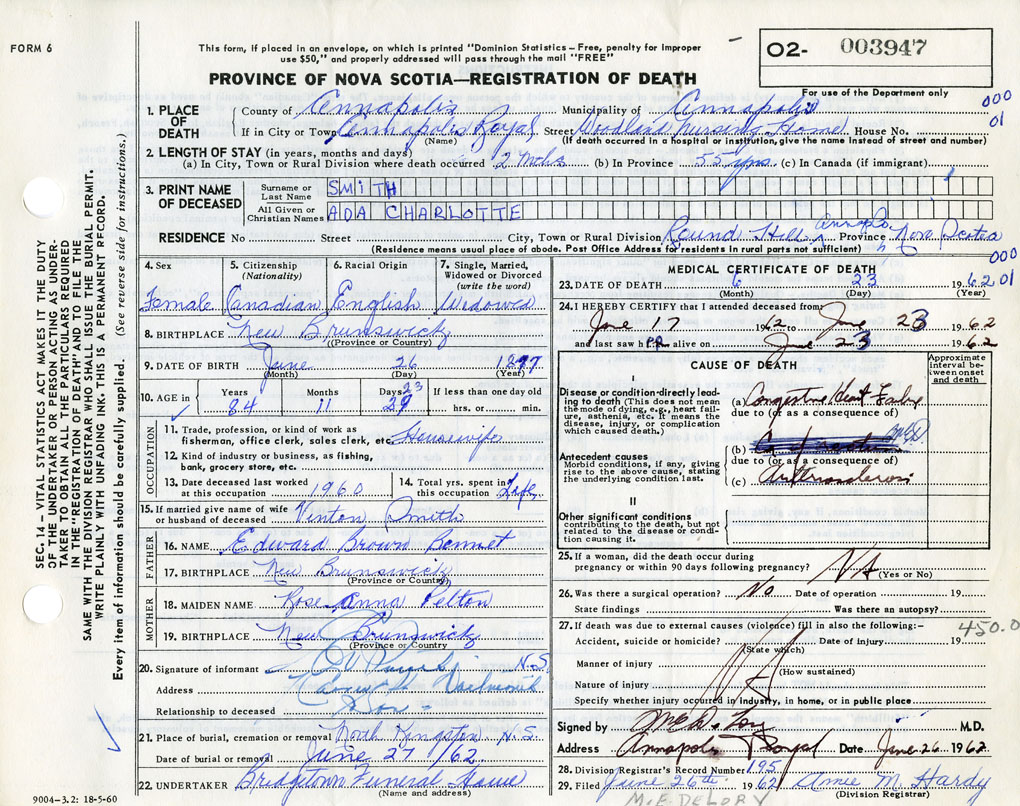 FORM 6
This form, if placed in an envelope, on which is printed "Dominion Statistics – Free, penalty for improper
use $50," and properly addressed will pass through the mail "FREE"
PROVINCE OF NOVA SCOTIA—REGISTRATION OF DEATH
O2- 003947
For use of the Department only
000
01
1. PLACE OF DEATH
County of Annapolis Municipality of Annapolis
If in City or Town Annapolis Royal Street Woodland Nursing Home House No.
(Name) (If death occurred in a hospital or institution, give the name instead of street and number)
2. LENGTH OF STAY (in years, months and days)
(a) In City, Town or Rural Division where death occurred 2 mths (b) In Province 55 yrs. (c) In Canada (if immigrant)
3. PRINT NAME OF DECEASED
Surname or Last Name SMITH
All Given or Christian Names ADA CHARLOTTE
RESIDENCE No Street City, Town or Rural Division Round Hill, Annap. Co Province Nova Scotia
(Residence means usual place of abode. Post Office Address for residents in rural parts not sufficient)
000
01
4. Sex Female
5. Citizenship (Nationality) Canadian
6. Racial Origin English
7. Single, Married, Widowed or Divorced (write the word) Widowed
8. BIRTHPLACE New Brunswick
(Province or Country)
9. DATE OF BIRTH June 26 1877
(Month) (Day) (Year)
10. AGE in Years 84 Months 11 Days 29 23 If less than one day old hrs. or min.
OCCUPATION
11. Trade, profession, or kind of work as
fisherman, office clerk, sales clerk, etc. Housewife
12. Kind of industry or business, as fishing,
bank, grocery store, etc.
13. Date deceased last worked
at this occupation 1960
14. Total yrs. spent in
this occupation Life
15. If married give name of wife
or husband of deceased Vinton Smith
FATHER
16. NAME Edward Brown Bennet
17. BIRTHPLACE New Brunswick
(Province or Country)
MOTHER
18. MAIDEN NAME Rose Anna Pelton
19. BIRTHPLACE New Brunswick
(Province or Country
20. Signature of informant N.S.
Address
Relationship to deceased Son
21. Place of burial, cremation or removal North Kingston N.S.
Date of burial or removal June 27/62
22. UNDERTAKER Bridgetown Funeral Home
(Name and address)
9004-3.2: 18-5-60
MEDICAL CERTIFICATE OF DEATH
23. DATE OF DEATH 6 23 1962
(Month) (Day) (Year)
24. I HEREBY CERTIFY that I attended deceased from:
June 17 1962 to June 23 1962
and last saw her alive on June 23 1962
CAUSE OF DEATH
Approximate interval between onset and death
I
Disease or condition directly leading to death (This does not mean the mode of dying, e.g., heart failure, asthenia, etc. It means the disease, injury, or complication which caused death.)
(a) Congestive Heart Failure
due to (or as a consequence of)
(b)
Antecedent causes
Morbid conditions, if any, giving rise to the above cause, stating the underlying condition last.
due to (or as a consequence of)
(c)
II
Other significant conditions
contributing to the death, but not related to the disease or condition causing it.
25. If a woman, did the death occur during
pregnancy or within 90 days following pregnancy? NA
(Yes or No)
26. Was there a surgical operation? No Date of operation 19
State findings Was there an autopsy?
27. If death was due to external causes (violence) fill in also the following:– 450.0
Accident, suicide or homicide? Date of injury 19
(State which)
Manner of injury
(How sustained)
NA
Nature of injury
Specify whether injury occurred in industry, in home, or in public place
Signed by M.D.
Address Annapolis Royal Date June 26 1962
28. Division Registrar's Record Number 195
29. Filed June 26th 1962 Aimee M. Hardy
(Division Registrar)
M.E. DELORY
SEC. 14 – VITAL STATISTICS ACT MAKES IT THE DUTY
OF THE UNDERTAKER OR PERSON ACTING AS UNDER-
TAKER TO OBTAIN ALL THE PARTICULARS REQUIRED
IN THE "REGISTRATION OF DEATH" AND TO FILE THE
SAME WITH THE DIVISION REGISTRAR WHO SHALL ISSUE THE BURIAL PERMIT.
WRITE PLAINLY WITH UNFADING INK. THIS IS A PERMANENT RECORD.
Every item of information should be carefully supplied. (See reverse side for instructions.)